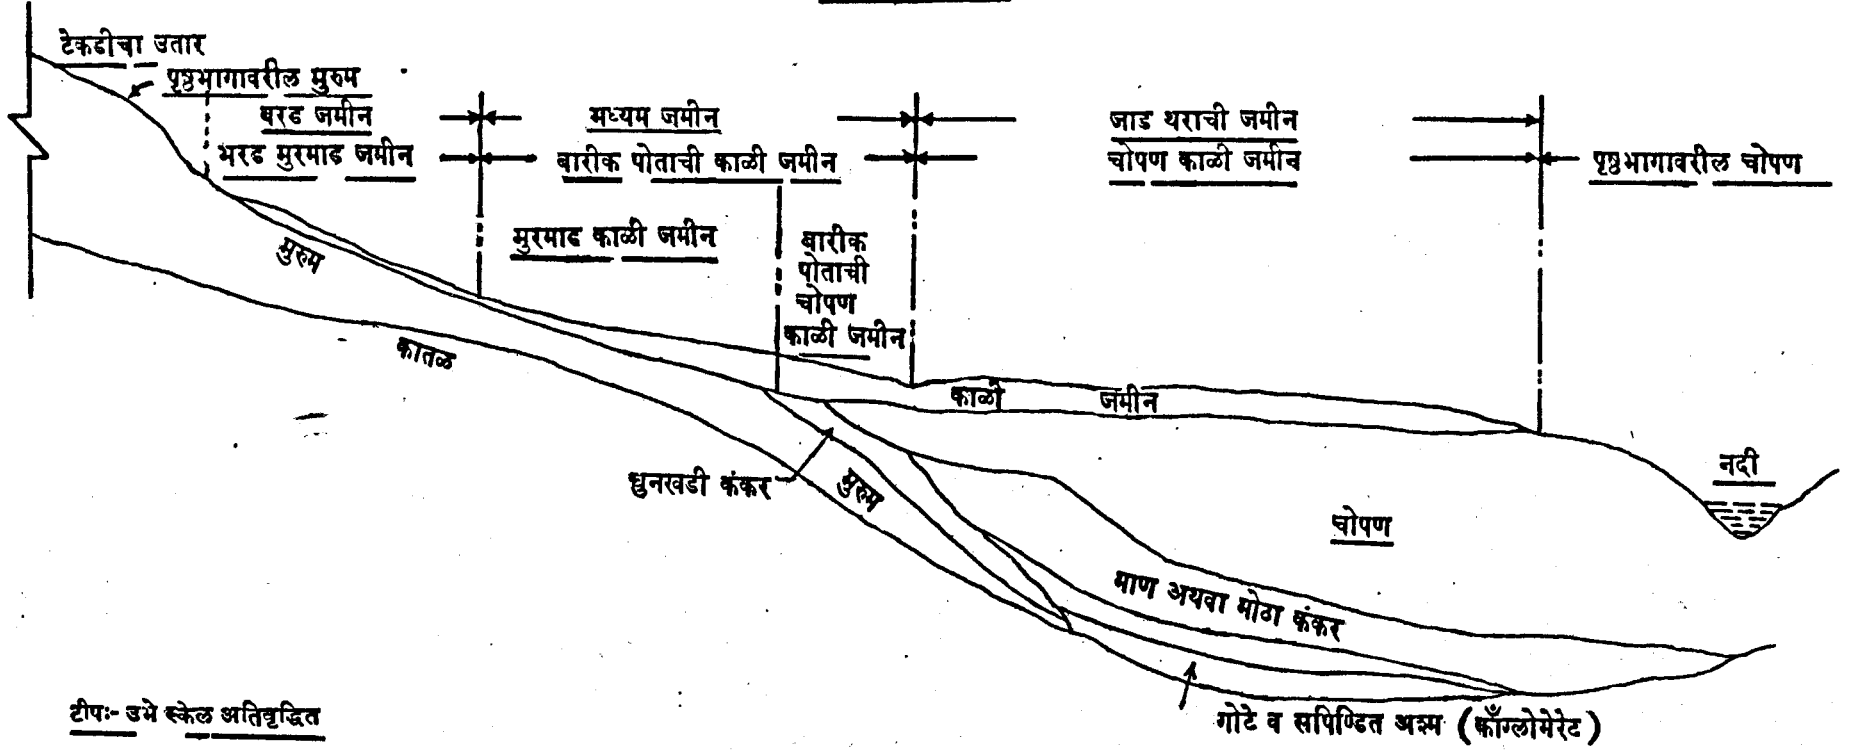 टेकडीचा उतार
पृष्ठभागावरील मुरुम
बरड जमीन
मध्यम जमीन
जाड थराची जमीन
भरड मुरमाड जमीन
बारीक पोताची काळी जमीन
चोपण काळी जमीन
पृष्ठभागावरील चोपण
मुरमाड काळी जमीन
बारीक
पोताची
चोपण
काळी जमीन
मुरुम
कातळ
काळी जमीन
धुनखडी कंकर
मुरुम
नदी
चोपण
माण अथवा मोठा कंकर
गोटे व सपिण्डित अश्म (काँग्लोमेरेट)
टीपः- उभे स्केल अतिवृद्धित